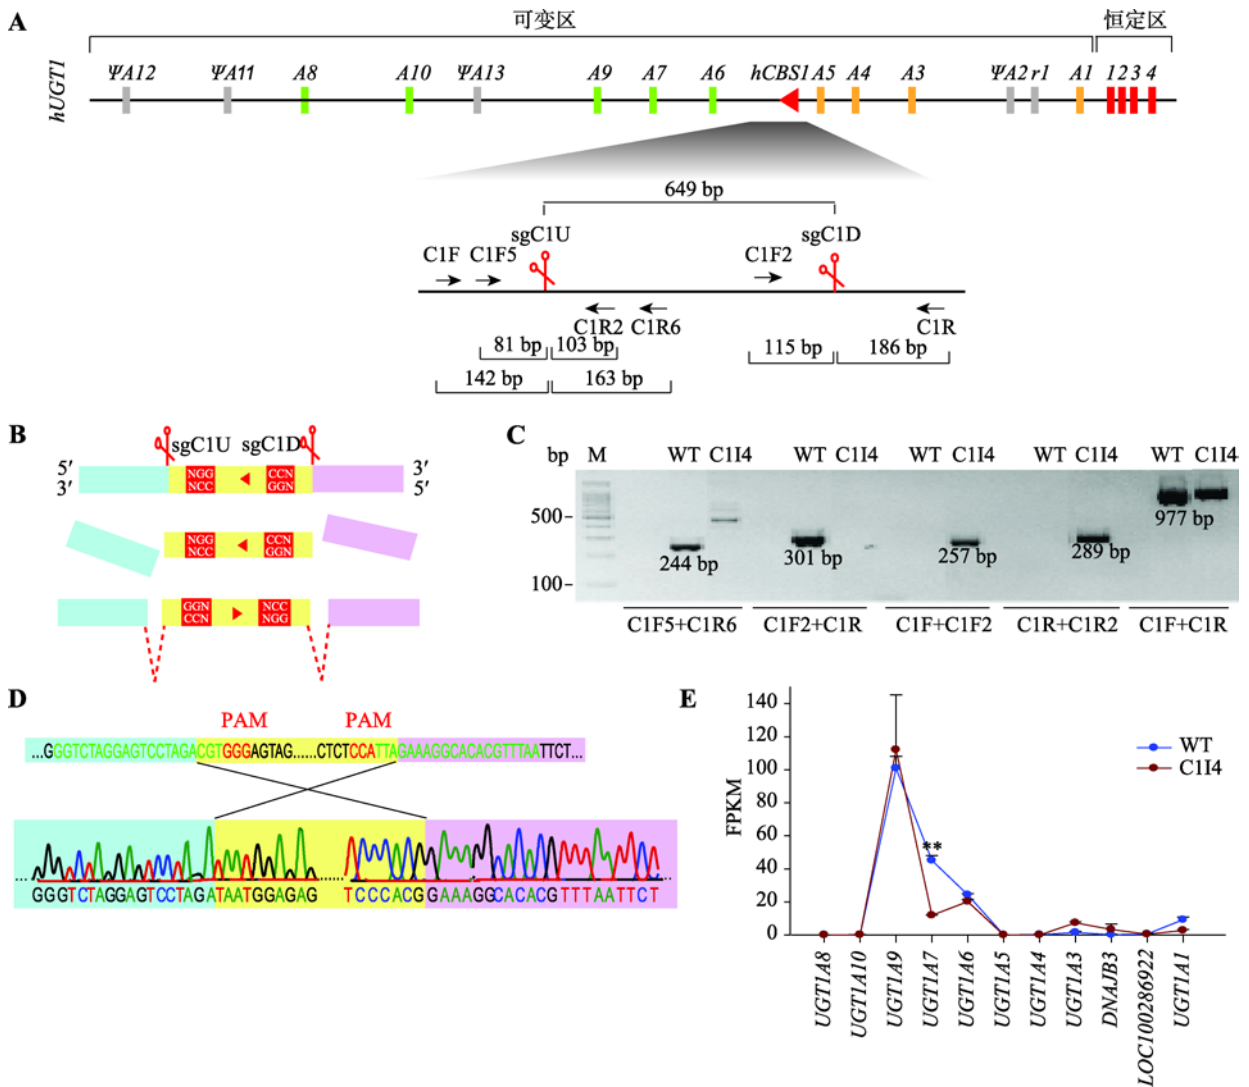 A
可变区 恒定区
hUGT1
ΨA12 ΨA11 A8 A10 ΨA13 A9 A7 A6 hCBS1 A5 A4 A3 ΨA2 r1 A1 1 2 3 4
649 bp
sgC1U sgC1D
C1F C1F5 C1F2
C1R2 C1R6 C1R
81 bp 103 bp 115 bp 186 bp
142 bp 163 bp
B
sgC1U sgC1D
5′ NGG CCN 3′
3′ NCC GGN 5′
NGG CCN
NCC GGN
GGN NCC
CCN NGG
C
bp M WT C1I4 WT C1I4 WT C1I4 WT C1I4 WT C1I4
500
100
244 bp 301 bp 257 bp 289 bp 977 bp
C1F5+C1R6 C1F2+C1R C1F+C1F2 C1R+C1R2 C1F+C1R
D
PAM PAM
...GGGTCTAGGAGTCCTAGACGTGGGAGTAG......CTCTCCATTAGAAAGGCACACGTTTAATTCT...
GGGTCTAGGAGTCCTAGATAATGGAGAG TCCCACGGAAAGGCACACGTTTAATTCT
E
FPKM
140
120
100
80
60
40
20
0
**
WT
C1I4
UGT1A8
UGT1A10
UGT1A9
UGT1A7
UGT1A6
UGT1A5
UGT1A4
UGT1A3
DNAJB3
LOC100286922
UGT1A1